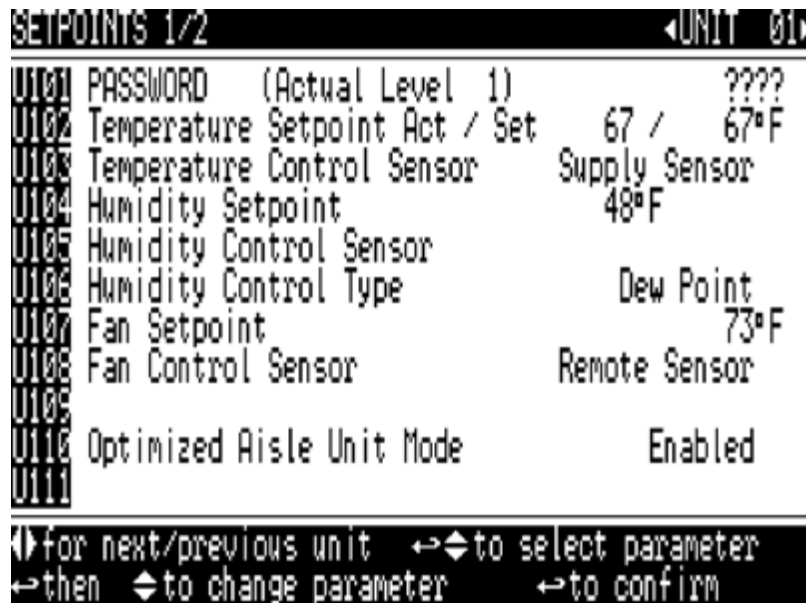 SETPOINTS 1/2 ◂UNIT 01▸
U101 PASSWORD (Actual Level 1) ????
U102 Temperature Setpoint Act / Set 67 / 67°F
U103 Temperature Control Sensor Supply Sensor
U104 Humidity Setpoint 48°F
U105 Humidity Control Sensor
U106 Humidity Control Type Dew Point
U107 Fan Setpoint 73°F
U108 Fan Control Sensor Remote Sensor
U109
U110 Optimized Aisle Unit Mode Enabled
U111
◂▸for next/previous unit ↩◆to select parameter
↩then ◆to change parameter ↩to confirm